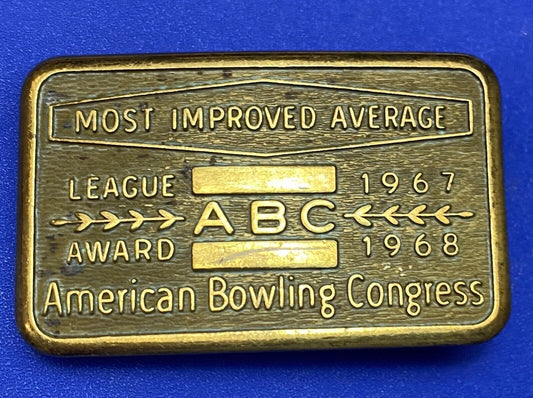 MOST IMPROVED AVERAGE
LEAGUE 1967
ABC
AWARD 1968
American Bowling Congress